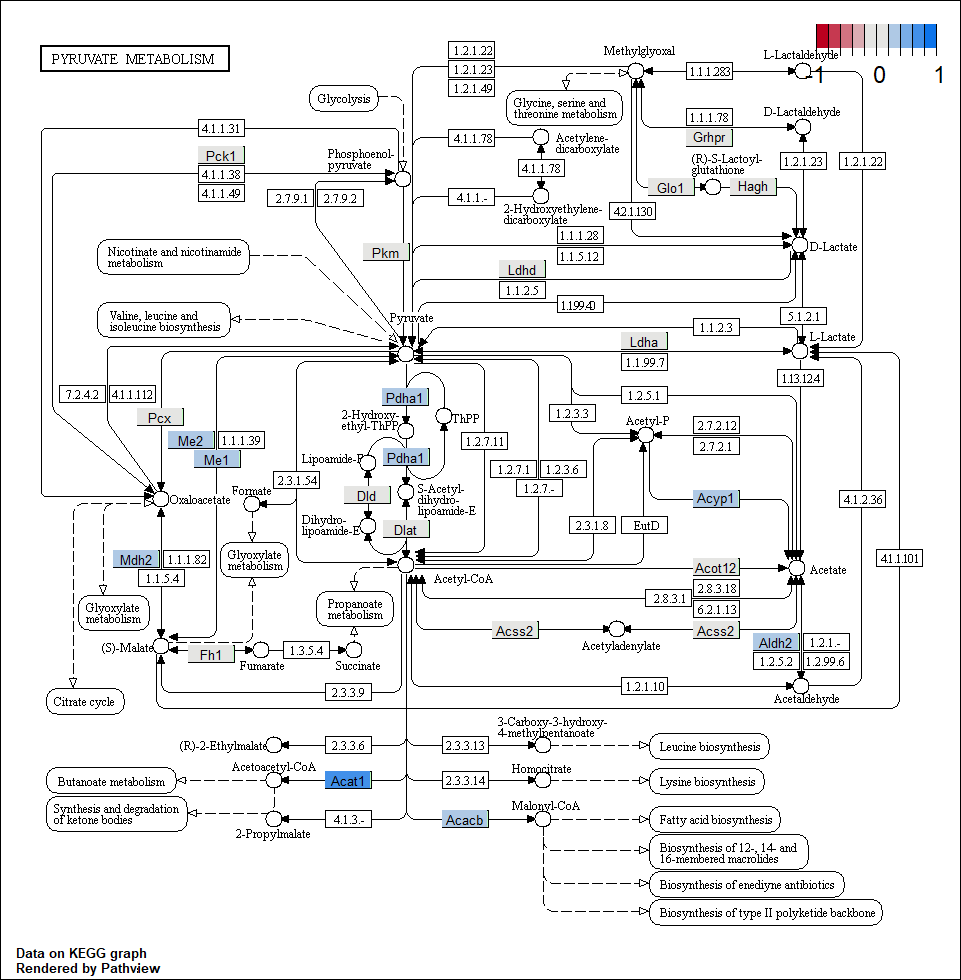 PYRUVATE METABOLISM
-1 0 1
1.2.1.22
1.2.1.23
1.2.1.49
Methylglyoxal
1.1.1.283
L-Lactaldehyde
Glycolysis
Glycine, serine and
threonine metabolism
4.1.1.31
Pck1
4.1.1.38
4.1.1.49
Phosphoenol-
pyruvate
4.1.1.78
Acetylene-
dicarboxylate
4.1.1.78
4.1.1.-
2-Hydroxyethylene-
dicarboxylate
1.1.1.78
Grhpr
D-Lactaldehyde
(R)-S-Lactoyl-
glutathione
1.2.1.23
1.2.1.22
Glo1
Hagh
2.7.9.1
2.7.9.2
4.2.1.130
Nicotinate and nicotinamide
metabolism
Pkm
1.1.1.28
1.1.5.12
D-Lactate
Ldhd
1.1.2.5
1.1.99.40
Valine, leucine and
isoleucine biosynthesis
Pyruvate
5.1.2.1
1.1.2.3
L-Lactate
Ldha
1.1.99.7
1.13.12.4
7.2.4.2
4.1.1.112
Pcx
Me2
1.1.1.39
Me1
Pdha1
2-Hydroxy-
ethyl-ThPP
ThPP
1.2.7.11
1.2.3.3
1.2.5.1
Acetyl-P
2.7.2.12
2.7.2.1
Lipoamide-E
Pdha1
1.2.7.1
1.2.3.6
1.2.7.-
Dld
S-Acetyl-
dihydro-
lipoamide-E
Dihydro-
lipoamide-E
Dlat
2.3.1.54
Formate
Oxaloacetate
Acyp1
4.1.2.36
2.3.1.8
EutD
Glyoxylate
metabolism
Mdh2
1.1.1.82
1.1.5.4
Acetyl-CoA
Acot12
Acetate
4.1.1.101
2.8.3.18
2.8.3.1
6.2.1.13
Glyoxylate
metabolism
Propanoate
metabolism
Acss2
Acetyladenylate
Acss2
(S)-Malate
Fh1
Fumarate
1.3.5.4
Succinate
Aldh2
1.2.1.-
1.2.5.2
1.2.99.6
2.3.3.9
1.2.1.10
Acetaldehyde
Citrate cycle
(R)-2-Ethylmalate
2.3.3.6
2.3.3.13
3-Carboxy-3-hydroxy-
4-methylpentanoate
Leucine biosynthesis
Butanoate metabolism
Acetoacetyl-CoA
Acat1
2.3.3.14
Homocitrate
Lysine biosynthesis
Synthesis and degradation
of ketone bodies
2-Propylmalate
4.1.3.-
Acacb
Malonyl-CoA
Fatty acid biosynthesis
Biosynthesis of 12-, 14- and
16-membered macrolides
Biosynthesis of enediyne antibiotics
Biosynthesis of type II polyketide backbone
Data on KEGG graph
Rendered by Pathview